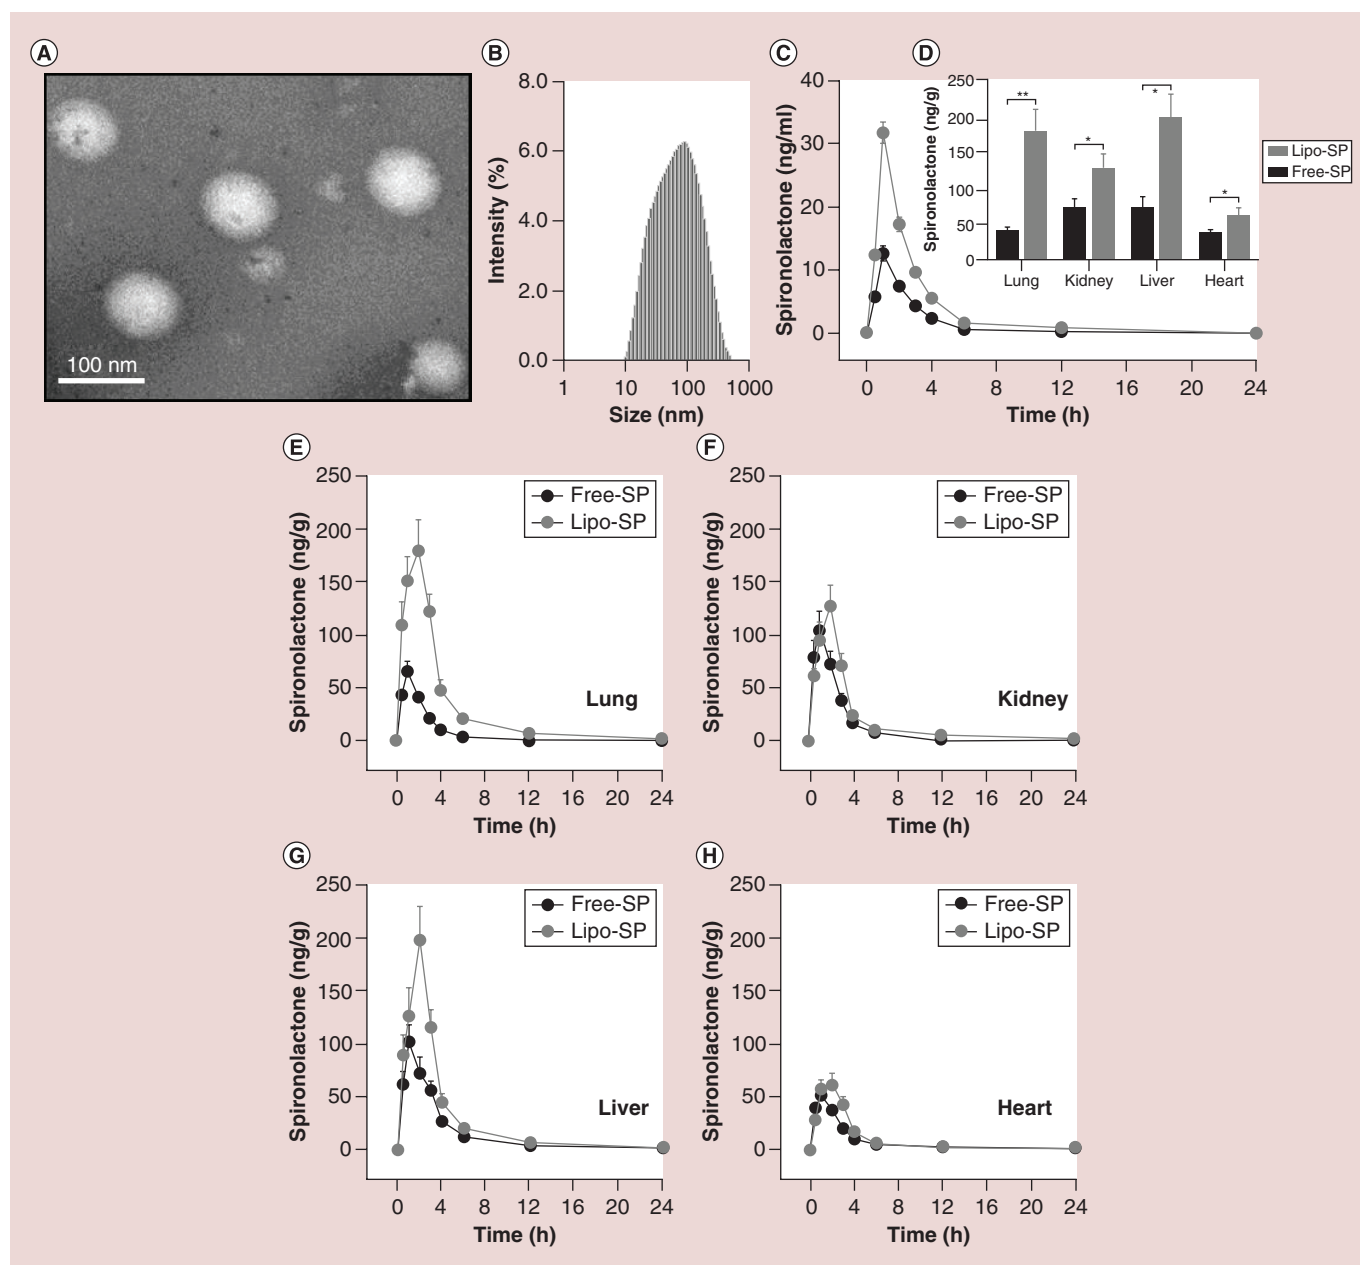 A
100 nm
B
Intensity (%)
8.0
6.0
4.0
2.0
0.0
1 10 100 1000
Size (nm)
C
Spironolactone (ng/ml)
40
30
20
10
0
0 4 8 12 16 20 24
Time (h)
D
Spironolactone (ng/g)
250
200
150
100
50
0
** * * *
Lung Kidney Liver Heart
Lipo-SP
Free-SP
E
Spironolactone (ng/g)
250
200
150
100
50
0
Free-SP
Lipo-SP
Lung
0 4 8 12 16 20 24
Time (h)
F
Spironolactone (ng/g)
250
200
150
100
50
0
Free-SP
Lipo-SP
Kidney
0 4 8 12 16 20 24
Time (h)
G
Spironolactone (ng/g)
250
200
150
100
50
0
Free-SP
Lipo-SP
Liver
0 4 8 12 16 20 24
Time (h)
H
Spironolactone (ng/g)
250
200
150
100
50
0
Free-SP
Lipo-SP
Heart
0 4 8 12 16 20 24
Time (h)